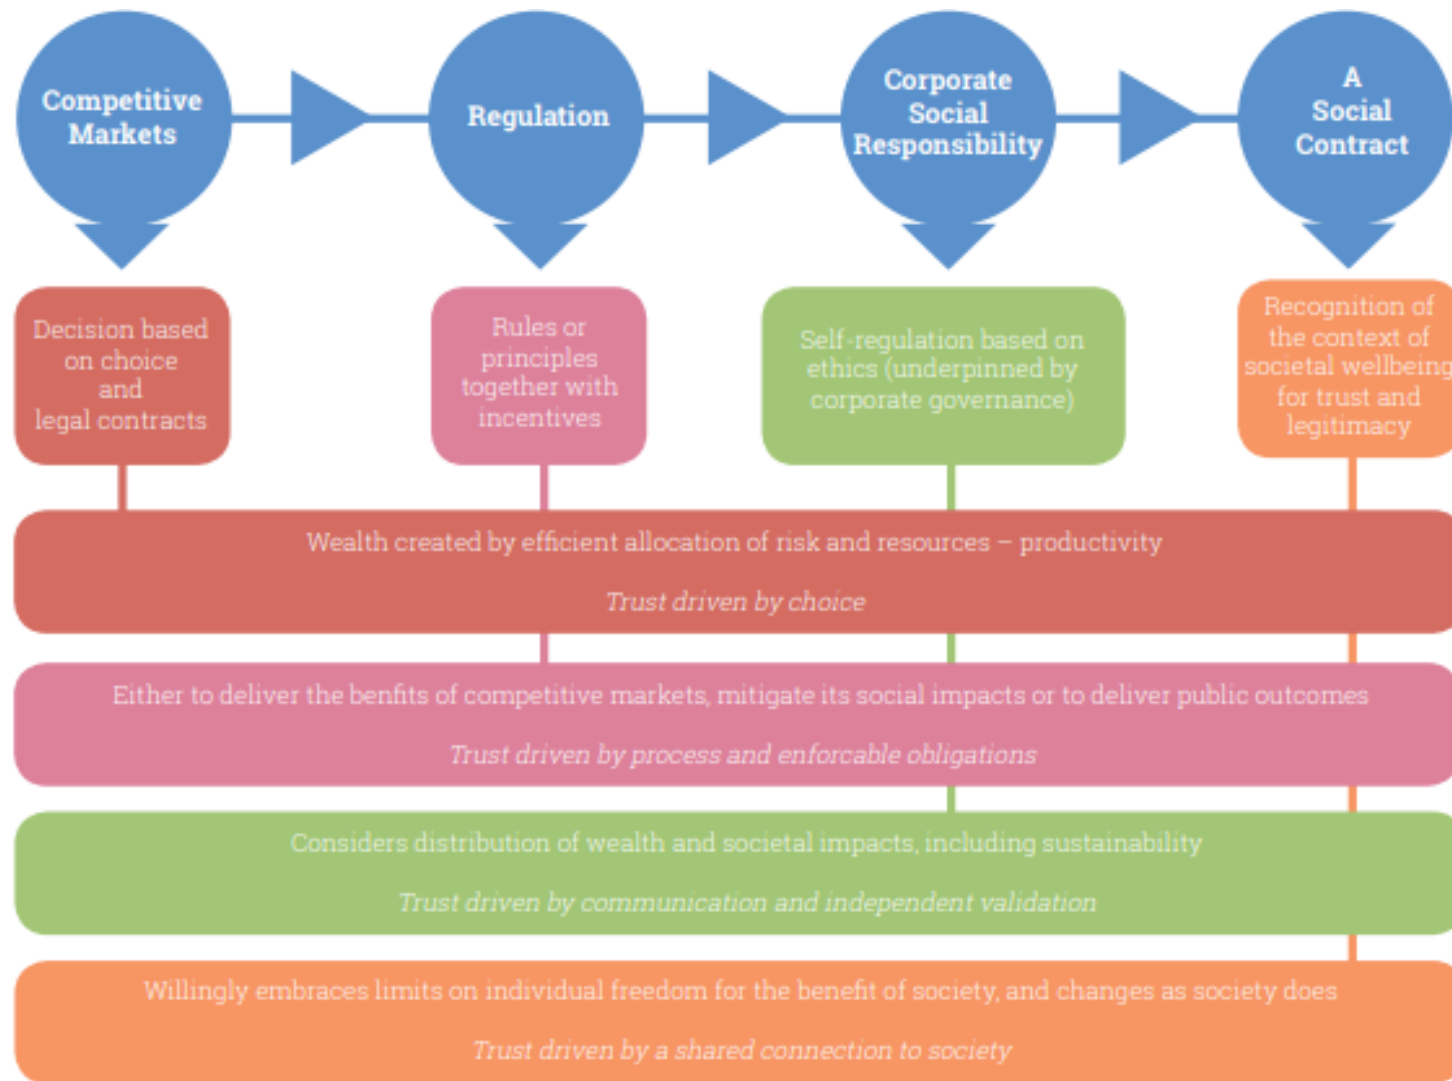 Competitive
Markets
Regulation
Corporate
Social
Responsibility
A
Social
Contract
Decision based
on choice
and
legal contracts
Rules or
principles
together with
incentives
Self-regulation based on
ethics (underpinned by
corporate governance)
Recognition of
the context of
societal wellbeing
for trust and
legitimacy
Wealth created by efficient allocation of risk and resources – productivity
Trust driven by choice
Either to deliver the benfits of competitive markets, mitigate its social impacts or to deliver public outcomes
Trust driven by process and enforcable obligations
Considers distribution of wealth and societal impacts, including sustainability
Trust driven by communication and independent validation
Willingly embraces limits on individual freedom for the benefit of society, and changes as society does
Trust driven by a shared connection to society